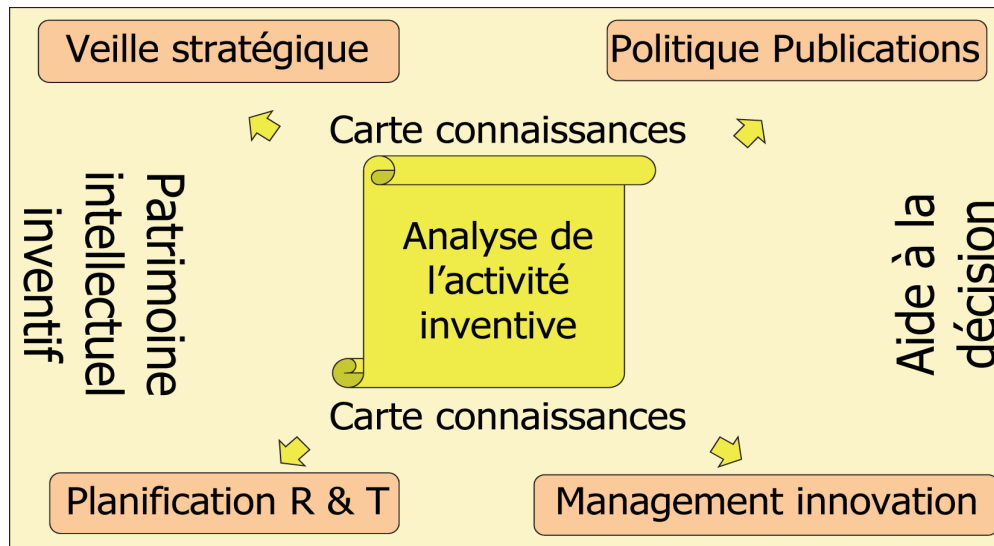 Veille stratégique
Politique Publications
Carte connaissances
Patrimoine
intellectuel
inventif
Analyse de
l’activité
inventive
Aide à la
décision
Carte connaissances
Planification R & T
Management innovation